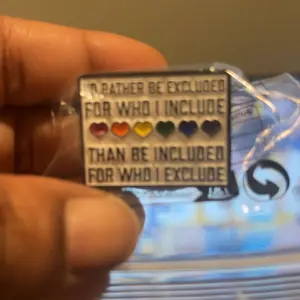 I'D RATHER BE EXCLUDED
FOR WHO I INCLUDE
THAN BE INCLUDED
FOR WHO I EXCLUDE